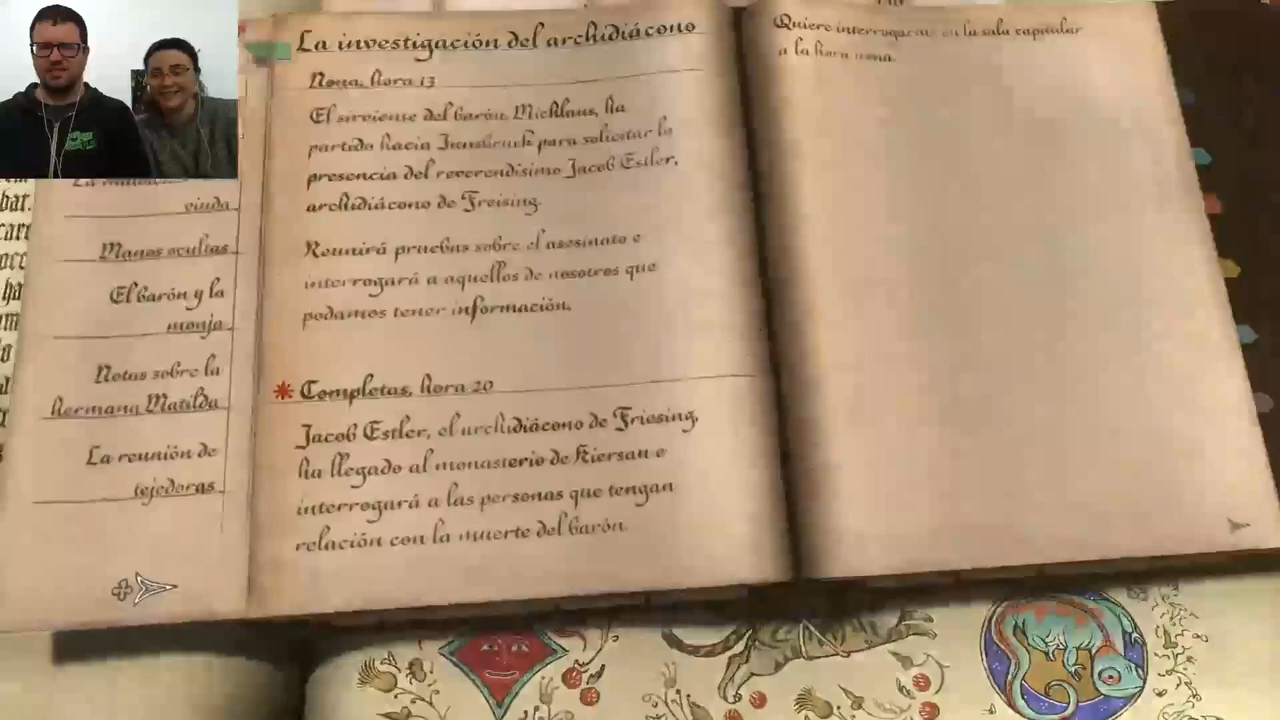 bat.
viuda
Manos ocultas
El barón y la
monja
Notas sobre la
hermana Matilda
La reunión de
tejedoras
La investigación del archidiácono
Nona, hora 13
El sirviente del barón, Micklaus, ha
partido hacia Innsbruck para solicitar la
presencia del reverendísimo Jacob Estler,
archidiácono de Freising.
Reunirá pruebas sobre el asesinato e
interrogará a aquellos de nosotros que
podamos tener información.
Completas, hora 20
Jacob Estler, el archidiácono de Friesing,
ha llegado al monasterio de Kiersau e
interrogará a las personas que tengan
relación con la muerte del barón.
Quiere en la sala capitular
a la hora nona.